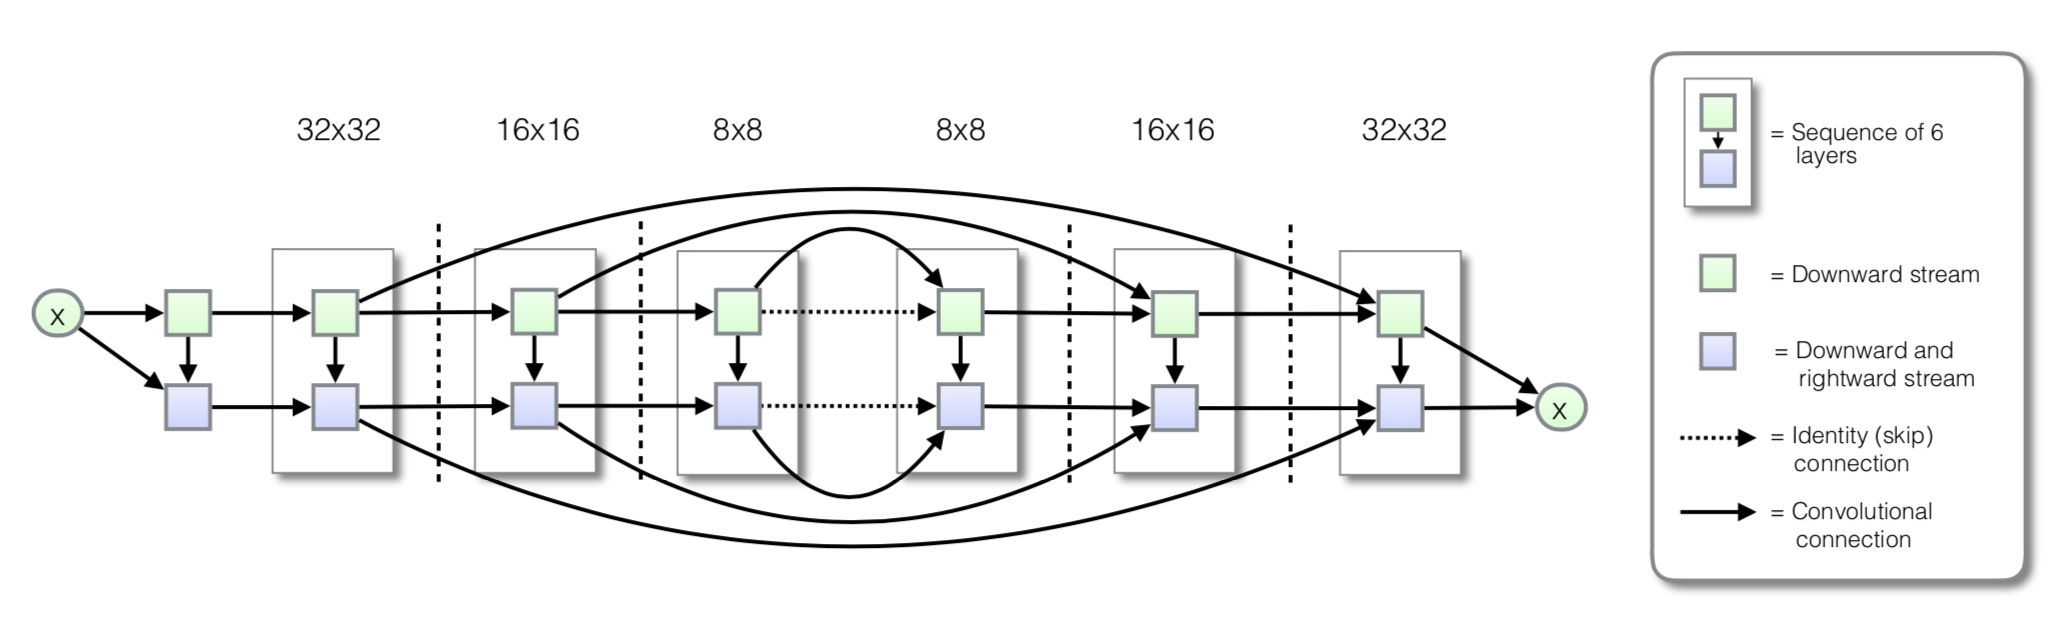 32x32
16x16
8x8
8x8
16x16
32x32
x
x
= Sequence of 6
layers
= Downward stream
= Downward and
rightward stream
= Identity (skip)
connection
= Convolutional
connection